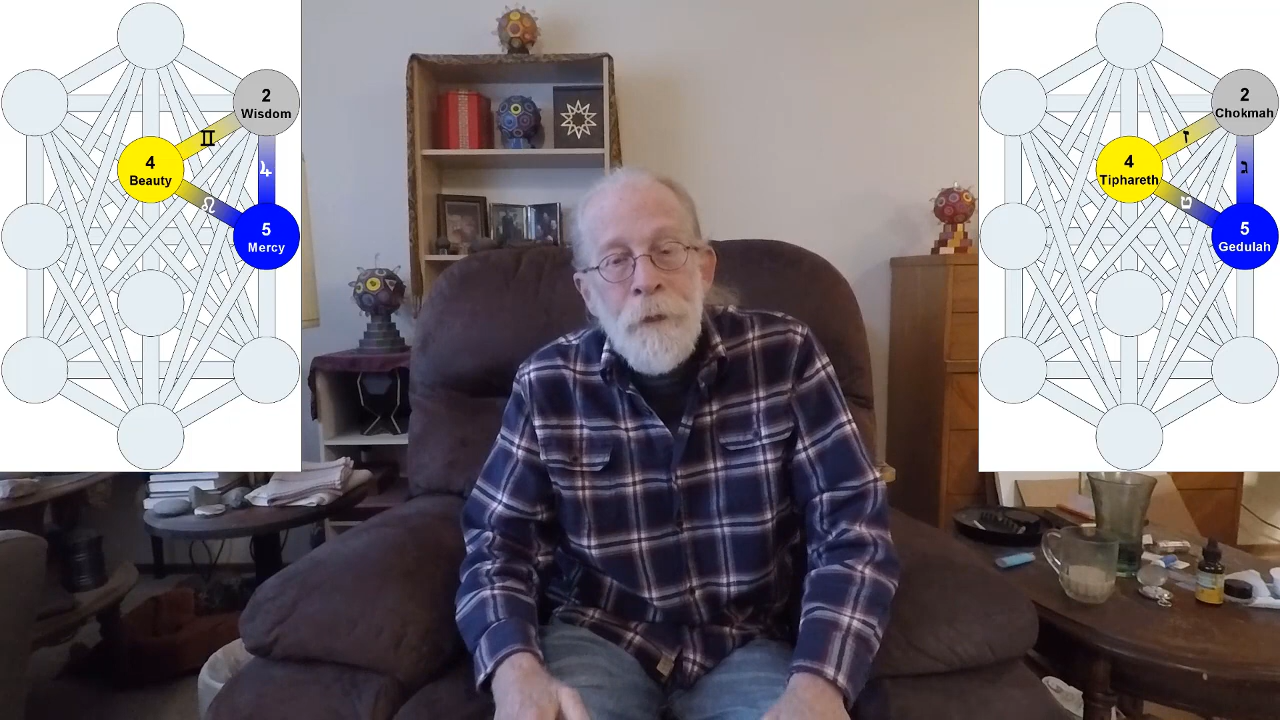 2
Wisdom
♊
4
Beauty
♃
♌
5
Mercy
2
Chokmah
ז
4
Tiphareth
ג
ט
5
Gedulah